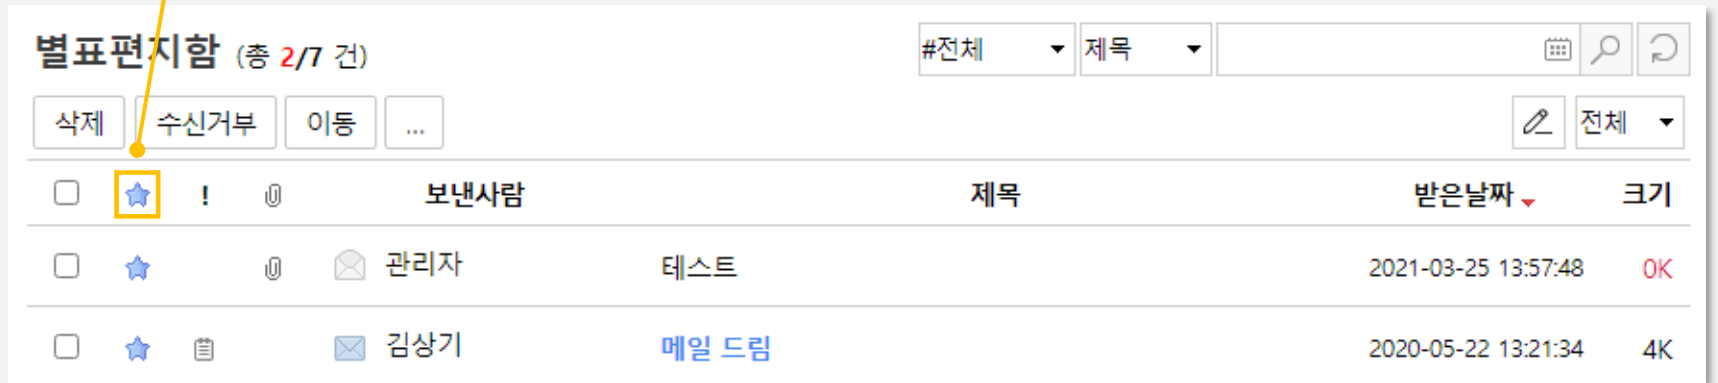 별표편지함 (총 2/7 건) #전체 제목
삭제 수신거부 이동 ... 전체
! 보낸사람 제목 받은날짜 크기
관리자 테스트 2021-03-25 13:57:48 0K
김상기 메일 드림 2020-05-22 13:21:34 4K